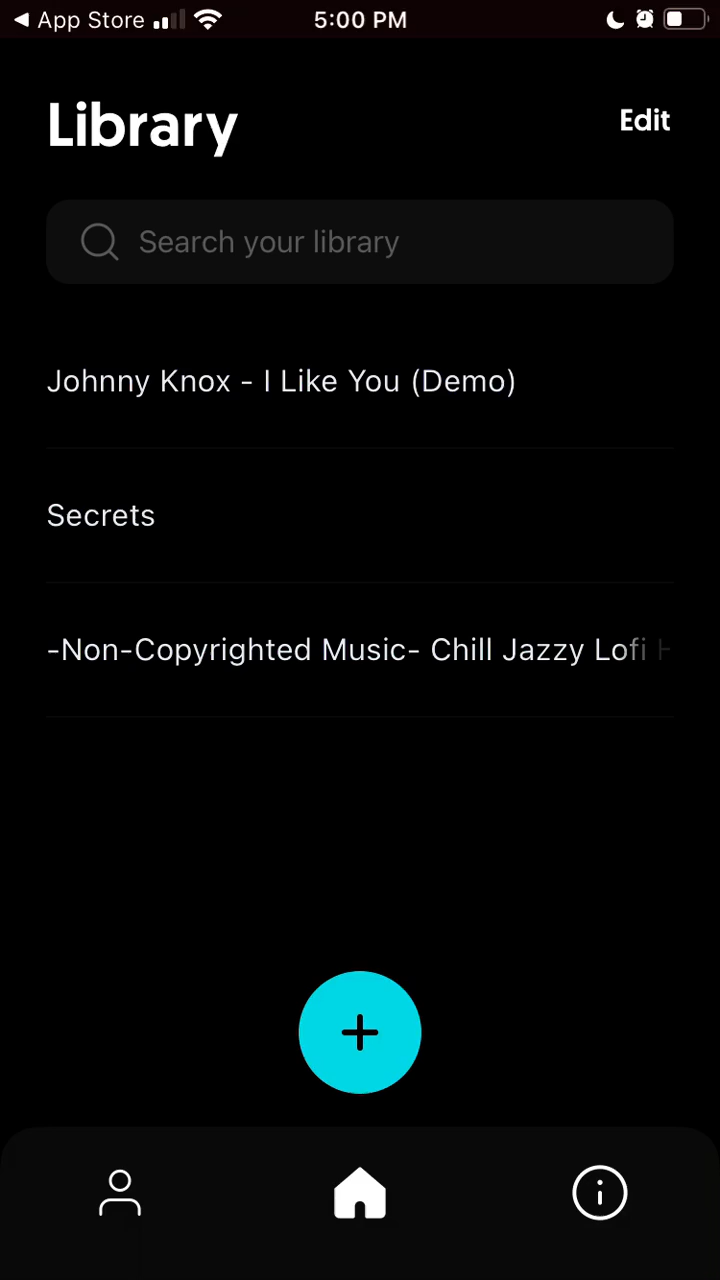 App Store 5:00 PM
Library
Edit
Search your library
Johnny Knox - I Like You (Demo)
Secrets
-Non-Copyrighted Music- Chill Jazzy Lofi